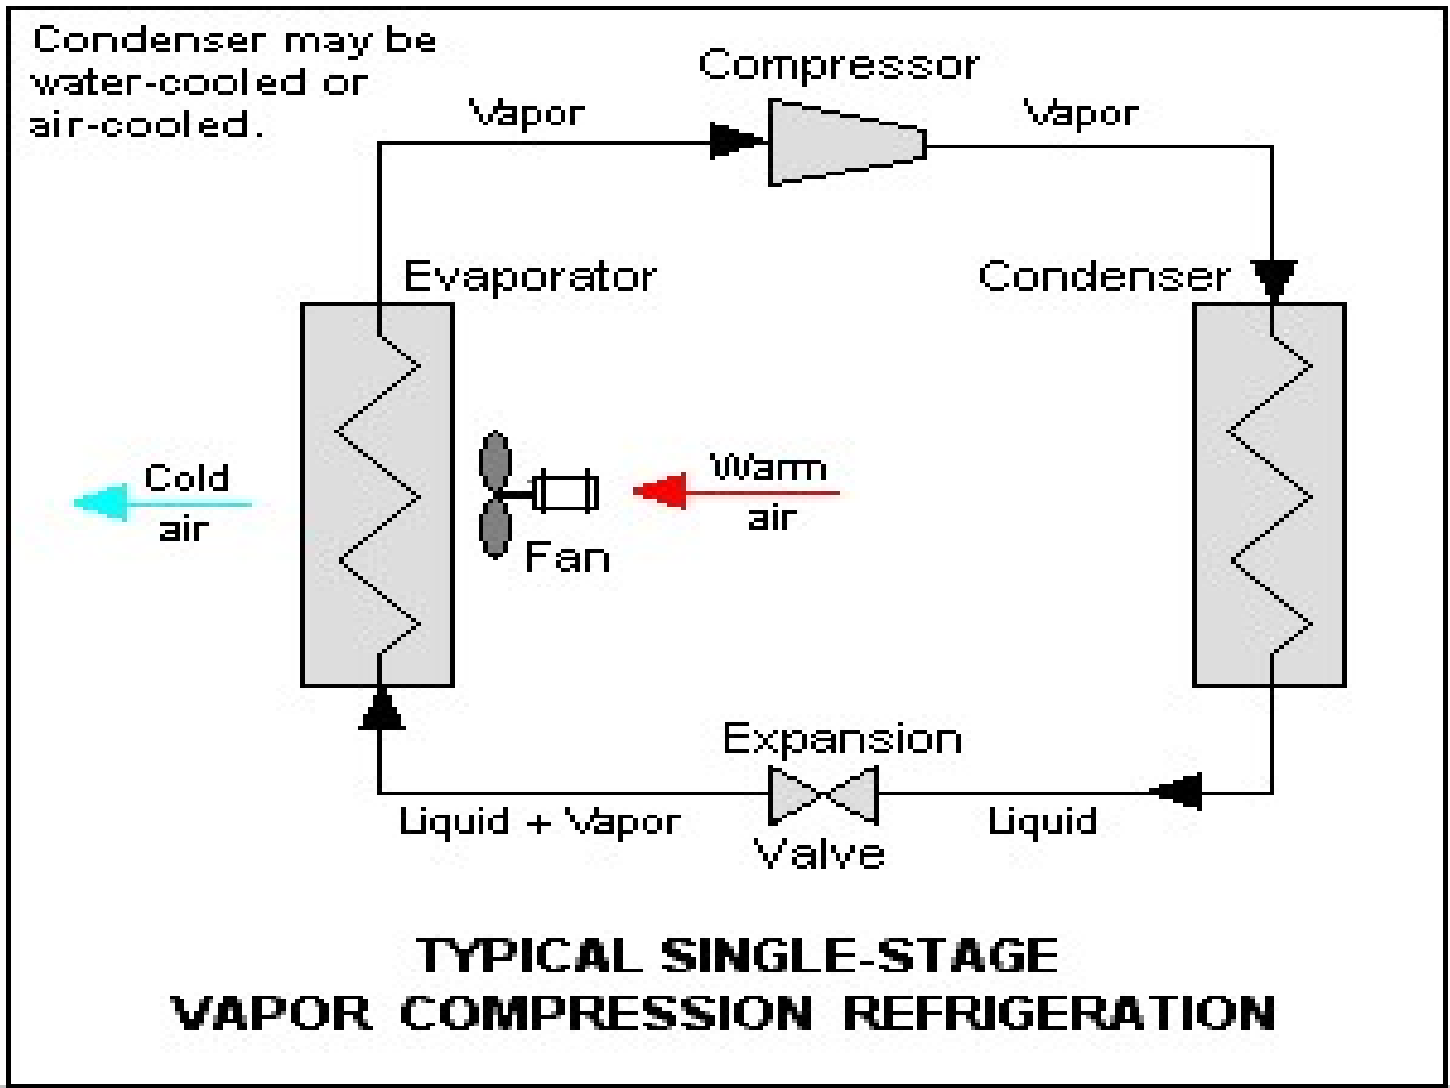 Condenser may be
water-cooled or
air-cooled.
Compressor
Vapor
Vapor
Evaporator
Condenser
Cold
air
Warm
air
Fan
Expansion
Valve
Liquid + Vapor
Liquid
TYPICAL SINGLE-STAGE
VAPOR COMPRESSION REFRIGERATION